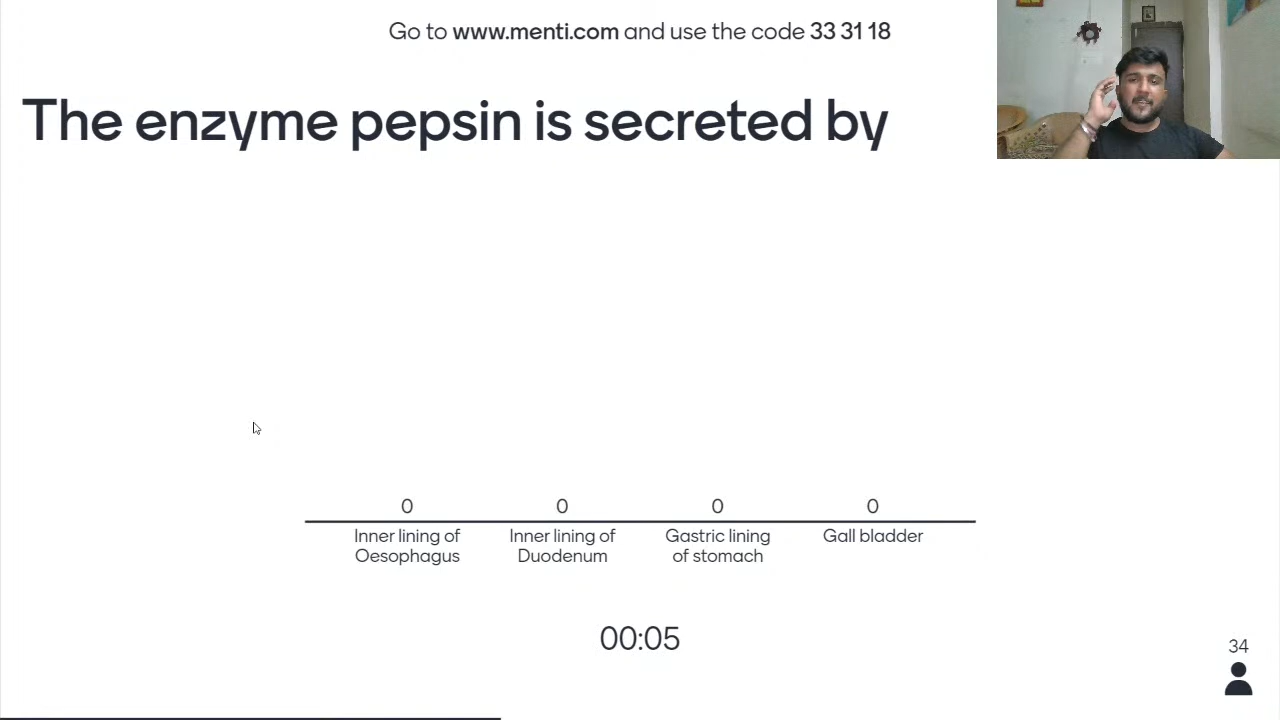 Go to www.menti.com and use the code 33 31 18
The enzyme pepsin is secreted by
0
0
0
0
Inner lining of
Oesophagus
Inner lining of
Duodenum
Gastric lining
of stomach
Gall bladder
00:05
34